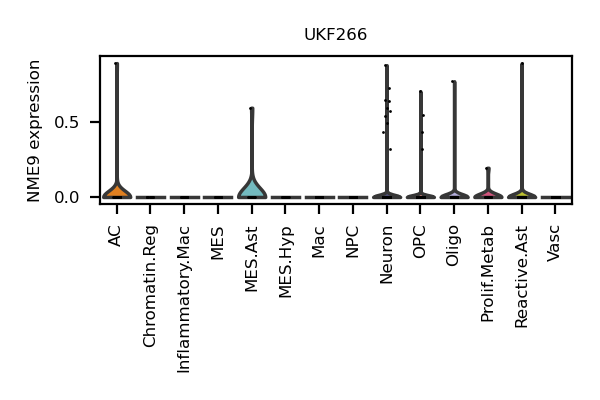 UKF266
NME9 expression
0.5
0.0
AC
Chromatin.Reg
Inflammatory.Mac
MES
MES.Ast
MES.Hyp
Mac
NPC
Neuron
OPC
Oligo
Prolif.Metab
Reactive.Ast
Vasc